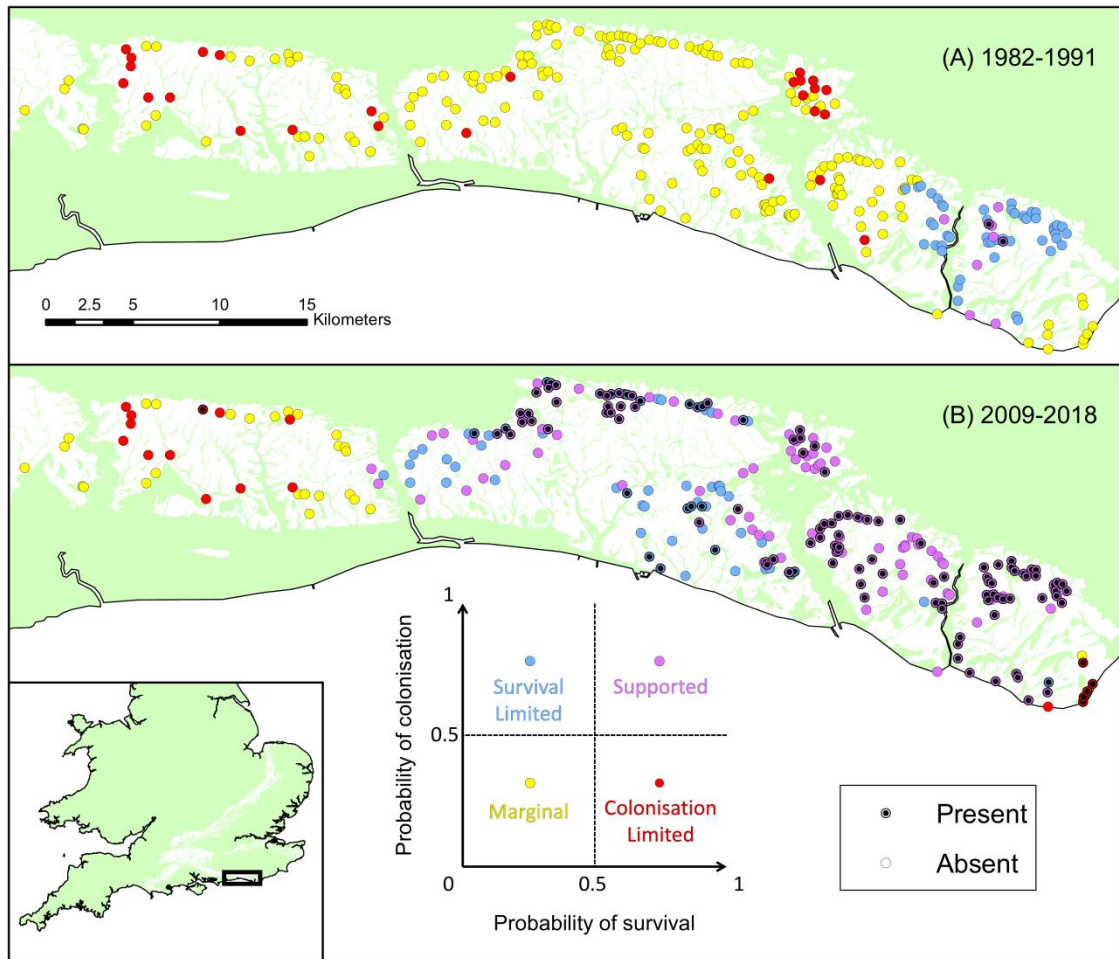 (A) 1982-1991
0 2.5 5 10 15
Kilometers
(B) 2009-2018
1
Probability of colonisation
Survival
Limited
Supported
0.5
Marginal
Colonisation
Limited
0 0.5 1
Probability of survival
Present
Absent